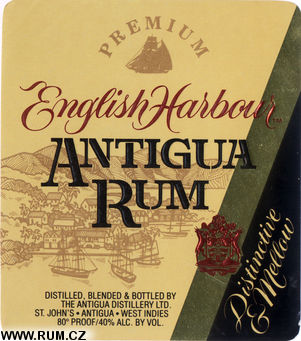 PREMIUM
English Harbour
ANTIGUA
RUM
Distinctive
& Mellow
DISTILLED, BLENDED & BOTTLED BY
THE ANTIGUA DISTILLERY LTD.
ST. JOHN'S • ANTIGUA • WEST INDIES
80° PROOF/40% ALC. BY VOL.
WWW.RUM.CZ